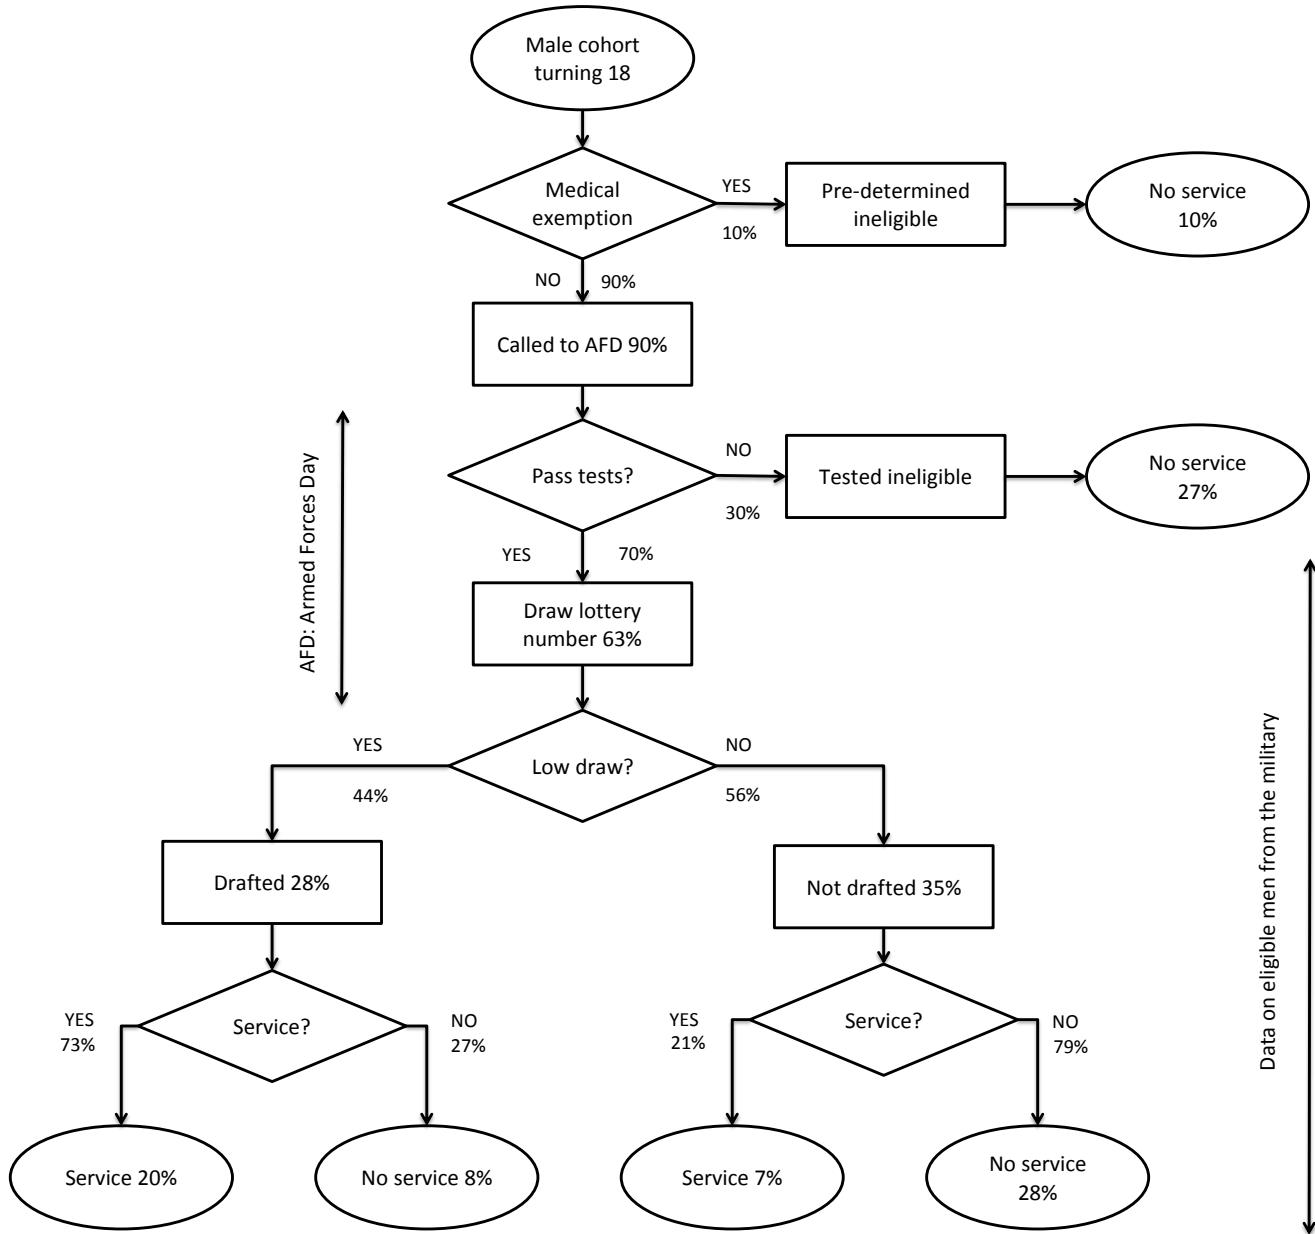 Male cohort
turning 18
Medical
exemption
YES
10%
Pre-determined
ineligible
No service
10%
NO
90%
Called to AFD 90%
Pass tests?
NO
30%
Tested ineligible
No service
27%
YES
70%
AFD: Armed Forces Day
Draw lottery
number 63%
Low draw?
YES
44%
NO
56%
Drafted 28%
Not drafted 35%
Service?
YES
73%
NO
27%
Service?
YES
21%
NO
79%
Service 20%
No service 8%
Service 7%
No service
28%
Data on eligible men from the military